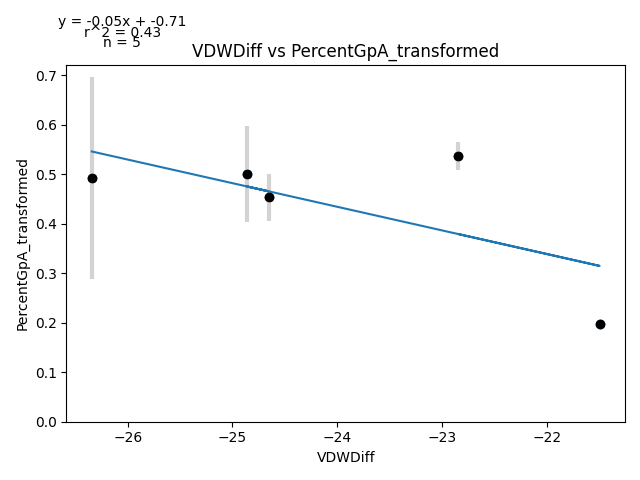 y = -0.05x + -0.71
r^2 = 0.43
n = 5
VDWDiff vs PercentGpA_transformed
PercentGpA_transformed
0.7
0.6
0.5
0.4
0.3
0.2
0.1
0.0
−26
−25
−24
−23
−22
VDWDiff